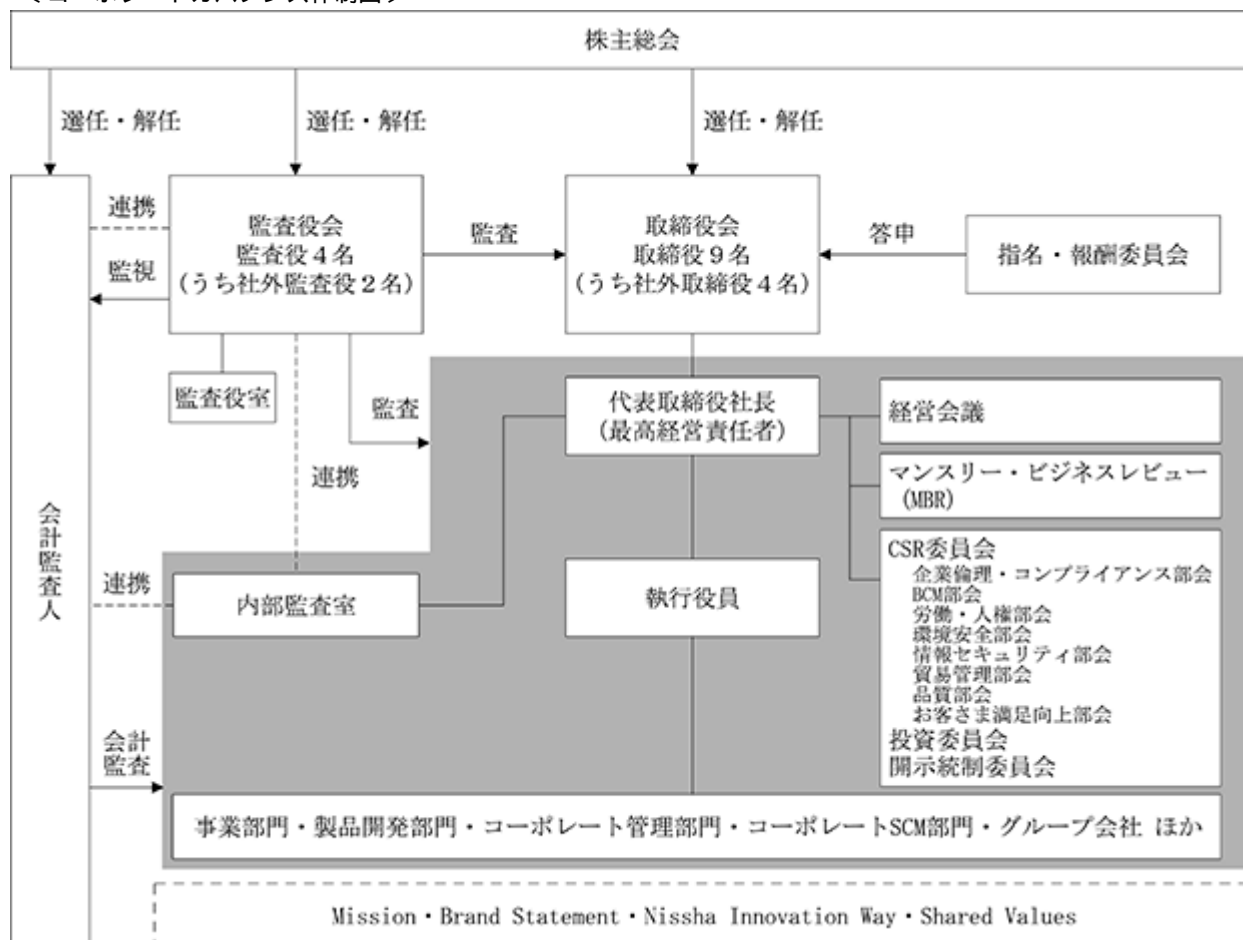 株主総会
選任・解任
選任・解任
選任・解任
連携
監視
監査役会
監査役4名
(うち社外監査役2名)
監査
取締役会
取締役9名
(うち社外取締役4名)
答申
指名・報酬委員会
監査役室
監査
連携
代表取締役社長
(最高経営責任者)
経営会議
マンスリー・ビジネスレビュー
(MBR)
会計監査人
連携
内部監査室
執行役員
CSR委員会
企業倫理・コンプライアンス部会
BCM部会
労働・人権部会
環境安全部会
情報セキュリティ部会
貿易管理部会
品質部会
お客さま満足向上部会
投資委員会
開示統制委員会
会計
監査
事業部門・製品開発部門・コーポレート管理部門・コーポレートSCM部門・グループ会社 ほか
Mission・Brand Statement・Nissha Innovation Way・Shared Values